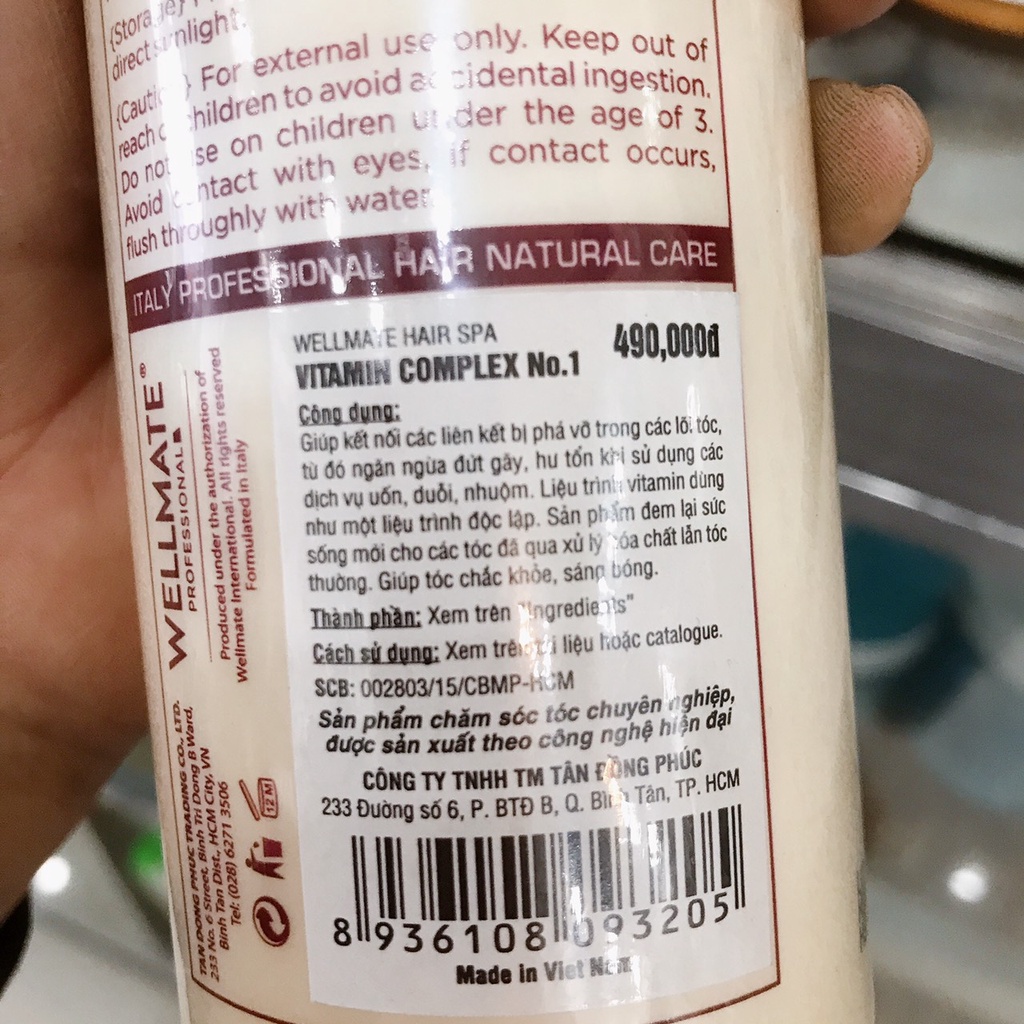 direct sunlight.
For external use only. Keep out of
reach children to avoid accidental ingestion.
Do not use on children under the age of 3.
Avoid contact with eyes, if contact occurs,
flush throughly with water
ITALY PROFESSIONAL HAIR NATURAL CARE
WELLMATE HAIR SPA
490,000đ
VITAMIN COMPLEX No.1
Công dụng:
Giúp kết nối các liên kết bị phá vỡ trong các lõi tóc,
từ đó ngăn ngừa đứt gãy, hư tổn khi sử dụng các
dịch vụ uốn, duỗi, nhuộm. Liệu trình vitamin dùng
như một liệu trình độc lập. Sản phẩm đem lại sức
sống mới cho các tóc đã qua xử lý hóa chất lẫn tóc
thường. Giúp tóc chắc khỏe, sáng bóng.
Thành phần: Xem trên "Ingredients"
Cách sử dụng: Xem trên tài liệu hoặc catalogue.
SCB: 002803/15/CBMP-HCM
Sản phẩm chăm sóc tóc chuyên nghiệp,
được sản xuất theo công nghệ hiện đại
CÔNG TY TNHH TM TÂN ĐÔNG PHÚC
233 Đường số 6, P. BTĐ B, Q. Bình Tân, TP. HCM
8 936108 093205
Made in Viet Nam
WELLMATE®
PROFESSIONAL
Produced under the authorization of
Wellmate International. All rights reserved
Formulated in Italy
TAN DONG PHUC TRADING CO., LTD.
233 No. 6 Street, Binh Tri Dong B Ward,
Binh Tan Dist., HCM City, VN
Tel: (028) 6271 3506
12 M